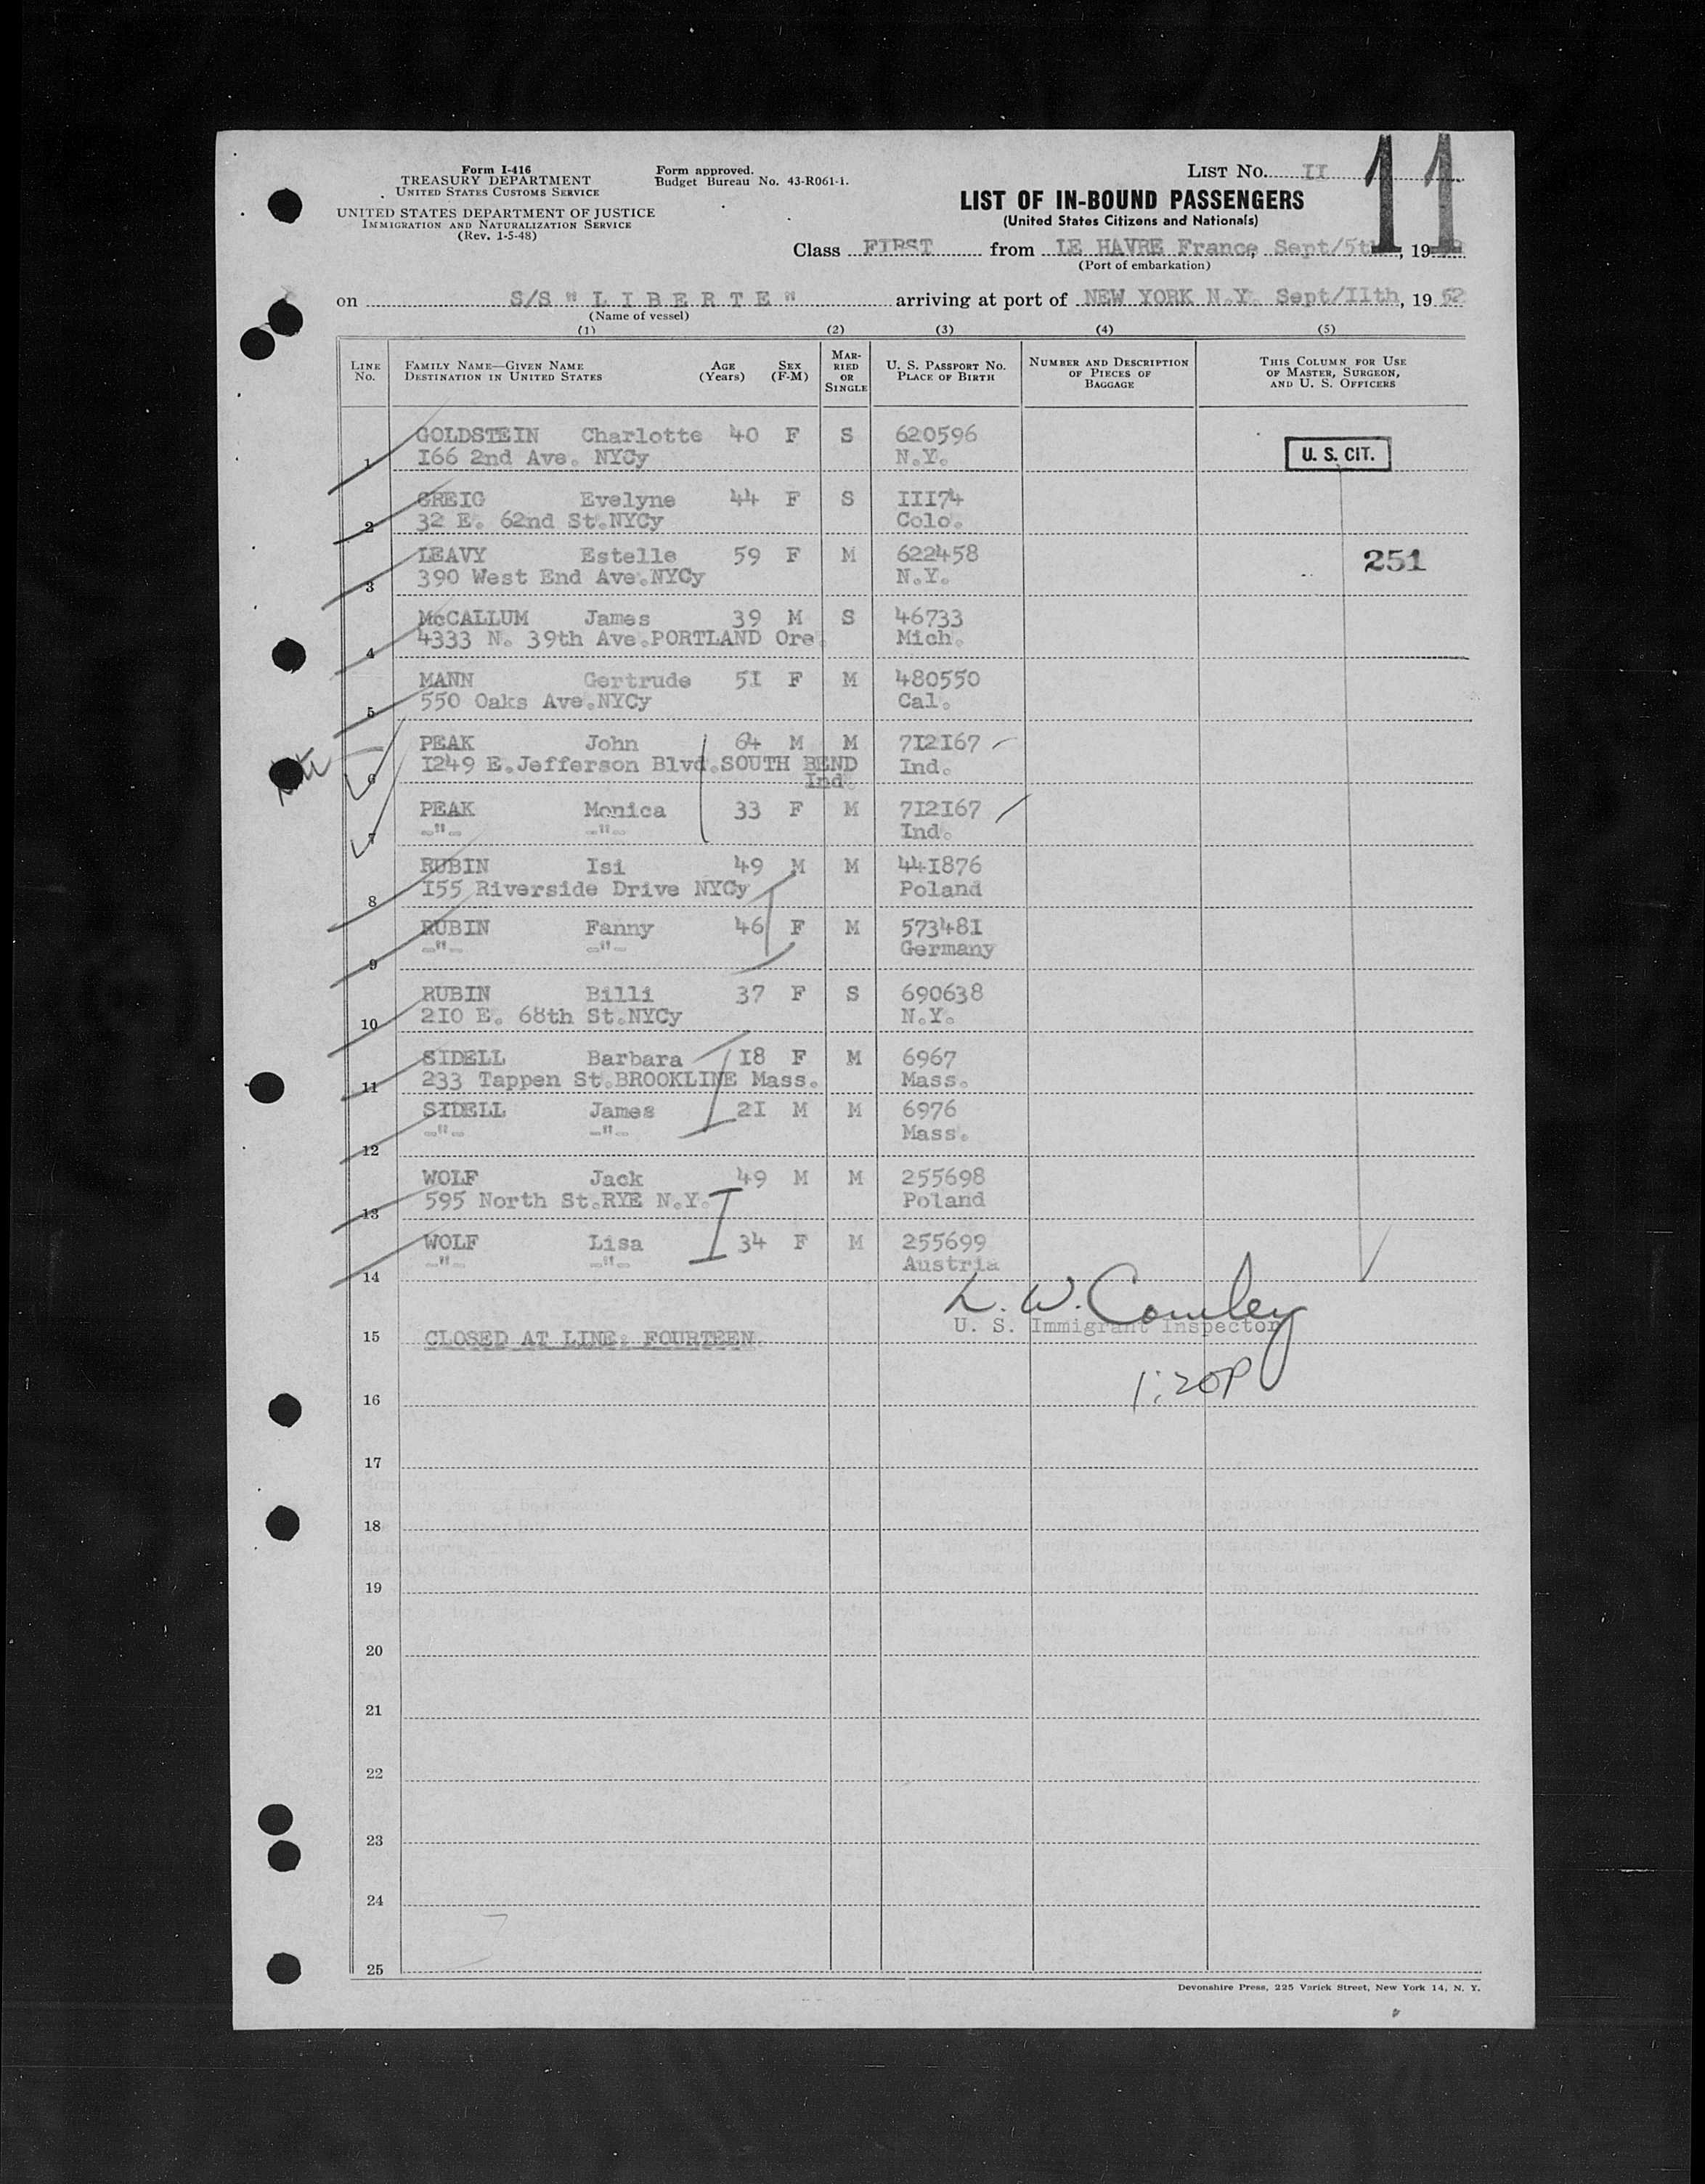 Form I-416
TREASURY DEPARTMENT
UNITED STATES CUSTOMS SERVICE
UNITED STATES DEPARTMENT OF JUSTICE
IMMIGRATION AND NATURALIZATION SERVICE
(Rev. 1-5-48)
Form approved.
Budget Bureau No. 43-R061-1.
LIST NO. II
11
LIST OF IN-BOUND PASSENGERS
(United States Citizens and Nationals)
Class FIRST from LE HAVRE France, Sept/5th, 19
(Port of embarkation)
on S/S " L I B E R T E " arriving at port of NEW YORK N.Y. Sept/IIth, 1952
(Name of vessel)
(1) (2) (3) (4) (5)
LINE NO. FAMILY NAME—GIVEN NAME DESTINATION IN UNITED STATES AGE (Years) SEX (F-M) MARRIED OR SINGLE U. S. PASSPORT NO. PLACE OF BIRTH NUMBER AND DESCRIPTION OF PIECES OF BAGGAGE THIS COLUMN FOR USE OF MASTER, SURGEON, AND U. S. OFFICERS
GOLDSTEIN Charlotte 40 F S 620596
1 I66 2nd Ave. NYCy N.Y. U. S. CIT.
GREIG Evelyne 44 F S III74
2 32 E. 62nd St.NYCy Colo.
LEAVY Estelle 59 F M 622458 251
3 390 West End Ave.NYCy N.Y.
McCALLUM James 39 M S 46733
4 4333 N. 39th Ave.PORTLAND Ore. Mich.
MANN Gertrude 5I F M 480550
5 550 Oaks Ave.NYCy Cal.
PEAK John 64 M M 7I2I67
6 I249 E.Jefferson Blvd.SOUTH BEND Ind.
Ind.
PEAK Monica 33 F M 7I2I67
7 -"- -"- Ind.
RUBIN Isi 49 M M 44I876
8 I55 Riverside Drive NYCy Poland
RUBIN Fanny 46 F M 57348I
9 -"- -"- Germany
RUBIN Billi 37 F S 690638
10 2IO E. 68th St.NYCy N.Y.
SIDELL Barbara I8 F M 6967
11 233 Tappen St.BROOKLINE Mass. Mass.
SIDELL James 2I M M 6976
12 -"- -"- Mass.
WOLF Jack 49 M M 255698
13 595 North St.RYE N.Y. Poland
WOLF Lisa 34 F M 255699
14 -"- -"- Austria
L. W. Cowley
U. S. Immigrant Inspector
15 CLOSED AT LINE: FOURTEEN
1:20P
16
17
18
19
20
21
22
23
24
25
Devonshire Press, 225 Varick Street, New York 14, N. Y.